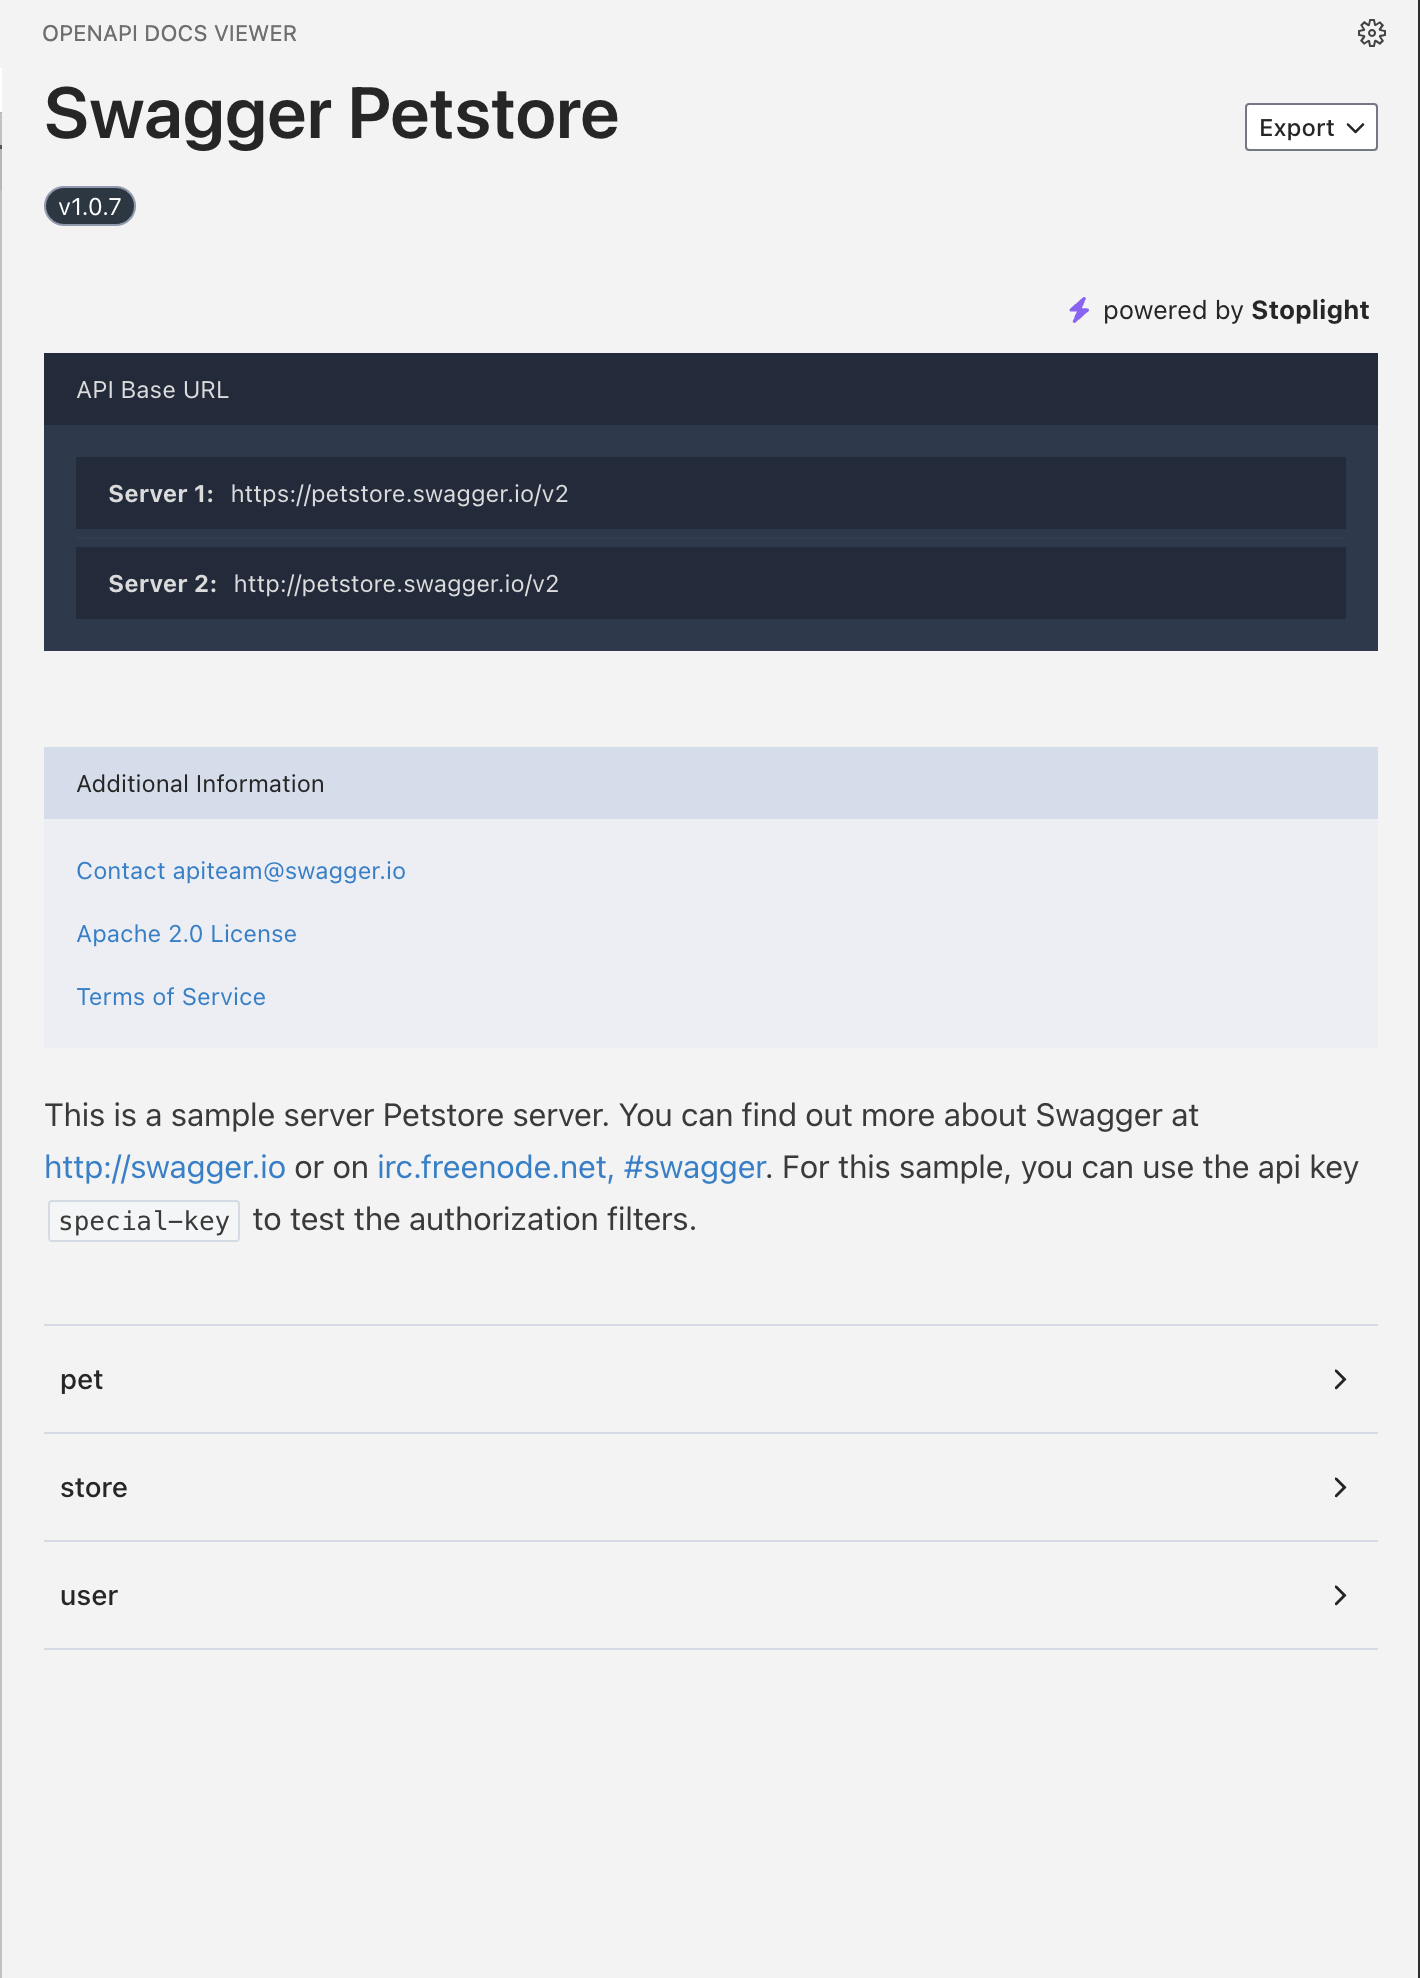 OPENAPI DOCS VIEWER
Swagger Petstore
Export
v1.0.7
powered by Stoplight
API Base URL
Server 1: https://petstore.swagger.io/v2
Server 2: http://petstore.swagger.io/v2
Additional Information
Contact apiteam@swagger.io
Apache 2.0 License
Terms of Service
This is a sample server Petstore server. You can find out more about Swagger at
http://swagger.io or on irc.freenode.net, #swagger. For this sample, you can use the api key
special-key to test the authorization filters.
pet
store
user